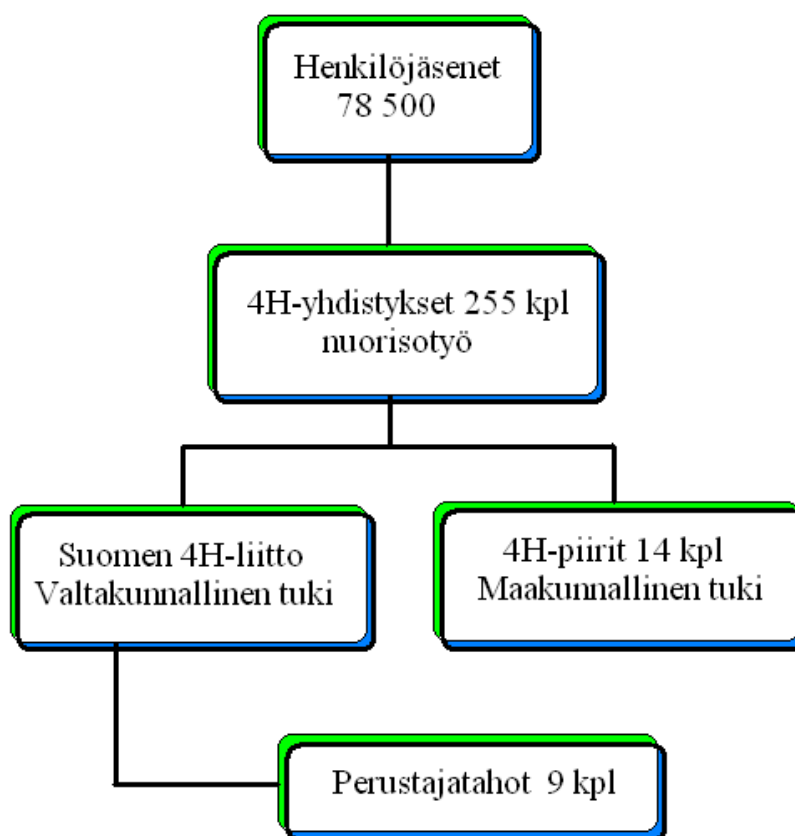 Henkilöjäsenet
78 500
4H-yhdistykset 255 kpl
nuorisotyö
Suomen 4H-liitto
Valtakunnallinen tuki
4H-piirit 14 kpl
Maakunnallinen tuki
Perustajatahot 9 kpl